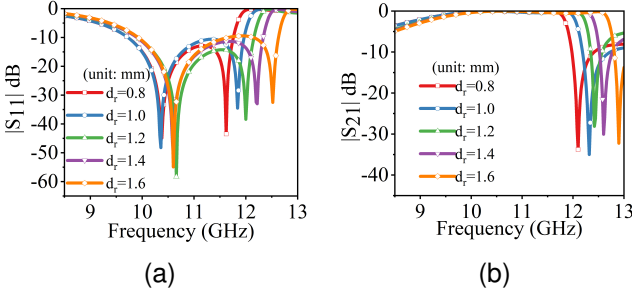 10
0
-10
-20
-30
-40
-50
-60
|S11| dB
(unit: mm)
dr=0.8
dr=1.0
dr=1.2
dr=1.4
dr=1.6
9 10 11 12 13
Frequency (GHz)
(a)
0
-10
-20
-30
-40
|S21| dB
(unit: mm)
dr=0.8
dr=1.0
dr=1.2
dr=1.4
dr=1.6
9 10 11 12 13
Frequency (GHz)
(b)